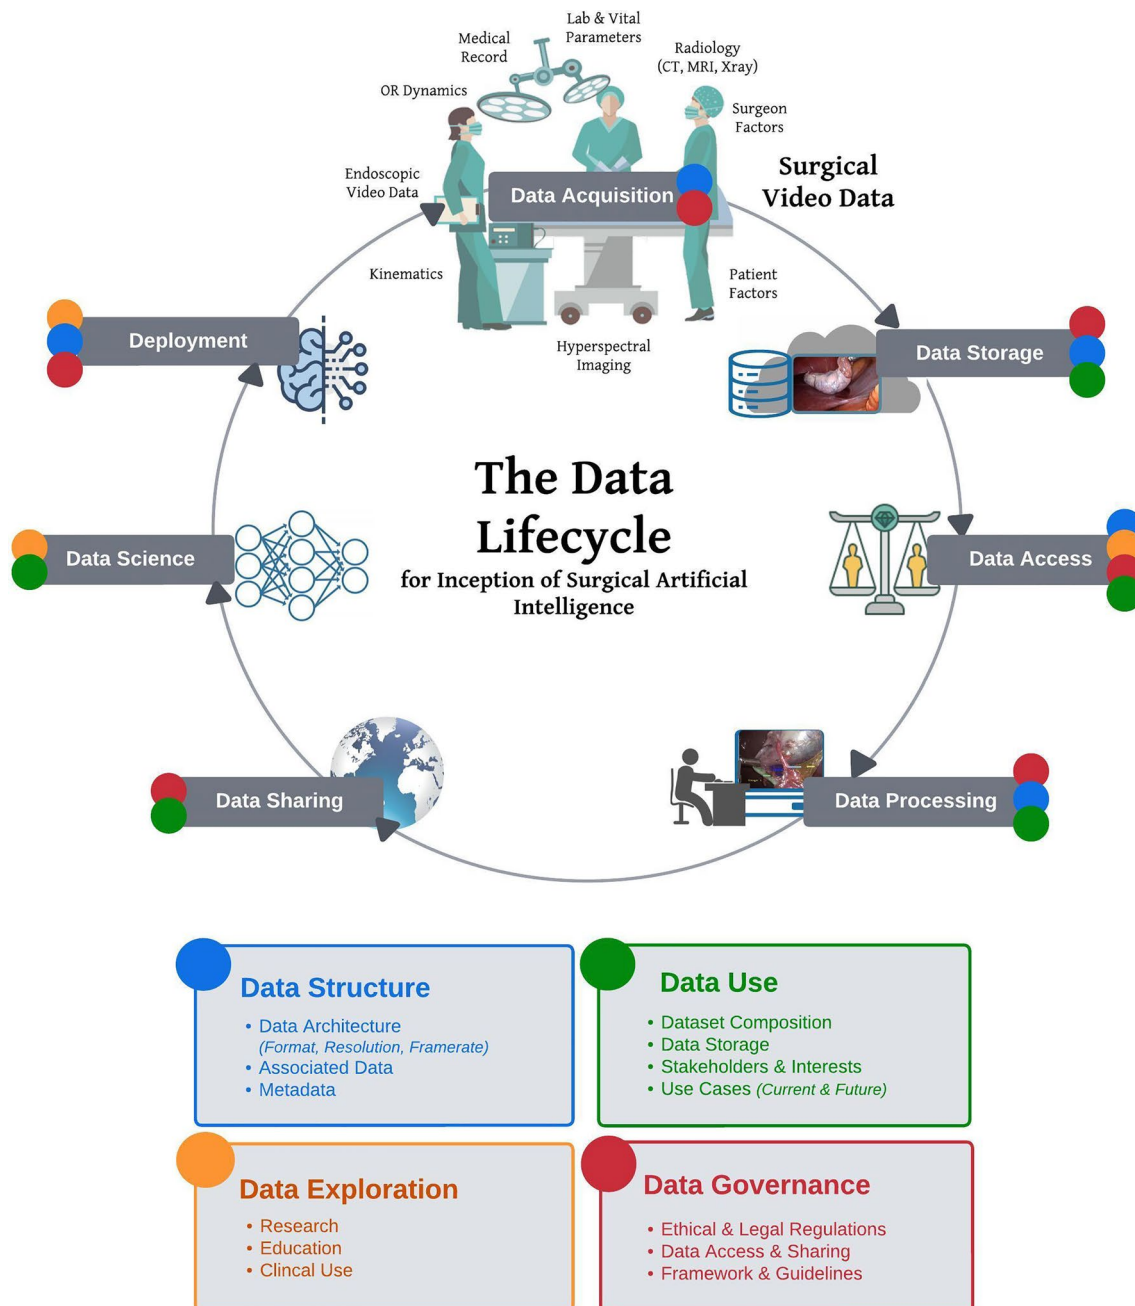 Lab & Vital
Parameters
Medical
Record
Radiology
(CT, MRI, Xray)
OR Dynamics
Surgeon
Factors
Endoscopic
Video Data
Data Acquisition
Surgical
Video Data
Kinematics
Patient
Factors
Hyperspectral
Imaging
Deployment
Data Storage
The Data
Lifecycle
for Inception of Surgical Artificial
Intelligence
Data Science
Data Access
Data Sharing
Data Processing
Data Structure
• Data Architecture
(Format, Resolution, Framerate)
• Associated Data
• Metadata
Data Use
• Dataset Composition
• Data Storage
• Stakeholders & Interests
• Use Cases (Current & Future)
Data Exploration
• Research
• Education
• Clincal Use
Data Governance
• Ethical & Legal Regulations
• Data Access & Sharing
• Framework & Guidelines